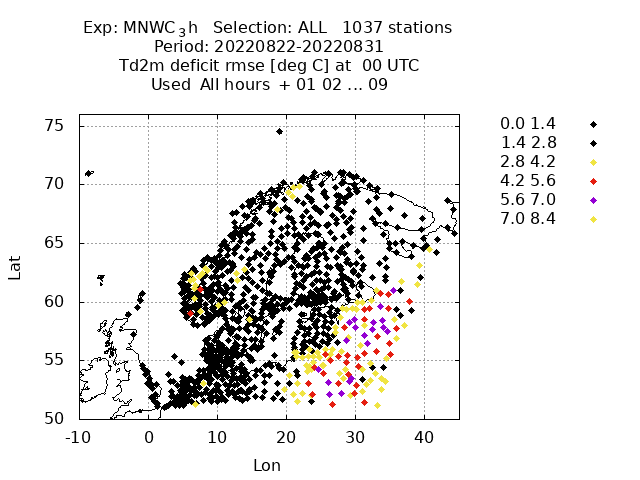 Exp: MNWC_3h   Selection: ALL   1037 stations
Period: 20220822-20220831
Td2m deficit rmse [deg C] at  00 UTC
Used  All hours  + 01 02 ... 09
0.0 1.4
1.4 2.8
2.8 4.2
4.2 5.6
5.6 7.0
7.0 8.4
75
70
65
60
55
50
Lat
-10 0 10 20 30 40
Lon